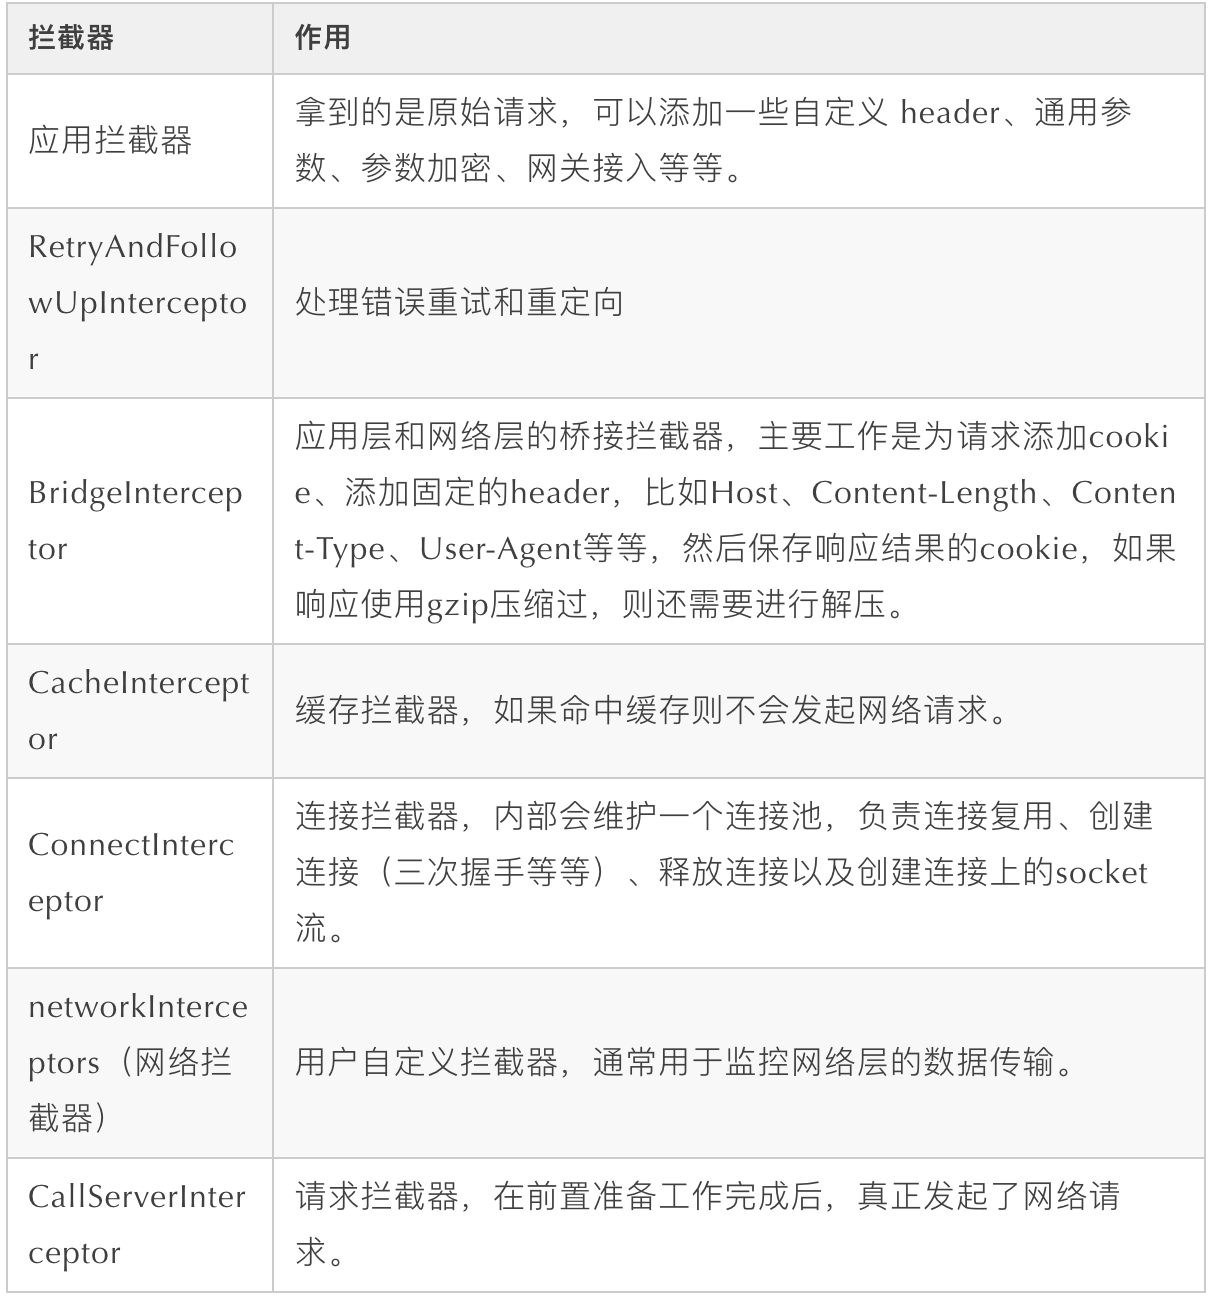 拦截器
作用
应用拦截器
拿到的是原始请求，可以添加一些自定义 header、通用参
数、参数加密、网关接入等等。
RetryAndFollo
wUpIntercepto
r
处理错误重试和重定向
BridgeIntercep
tor
应用层和网络层的桥接拦截器，主要工作是为请求添加cooki
e、添加固定的header，比如Host、Content-Length、Conten
t-Type、User-Agent等等，然后保存响应结果的cookie，如果
响应使用gzip压缩过，则还需要进行解压。
CacheIntercept
or
缓存拦截器，如果命中缓存则不会发起网络请求。
ConnectInterc
eptor
连接拦截器，内部会维护一个连接池，负责连接复用、创建
连接（三次握手等等）、释放连接以及创建连接上的socket
流。
networkInterce
ptors（网络拦
截器）
用户自定义拦截器，通常用于监控网络层的数据传输。
CallServerInter
ceptor
请求拦截器，在前置准备工作完成后，真正发起了网络请
求。